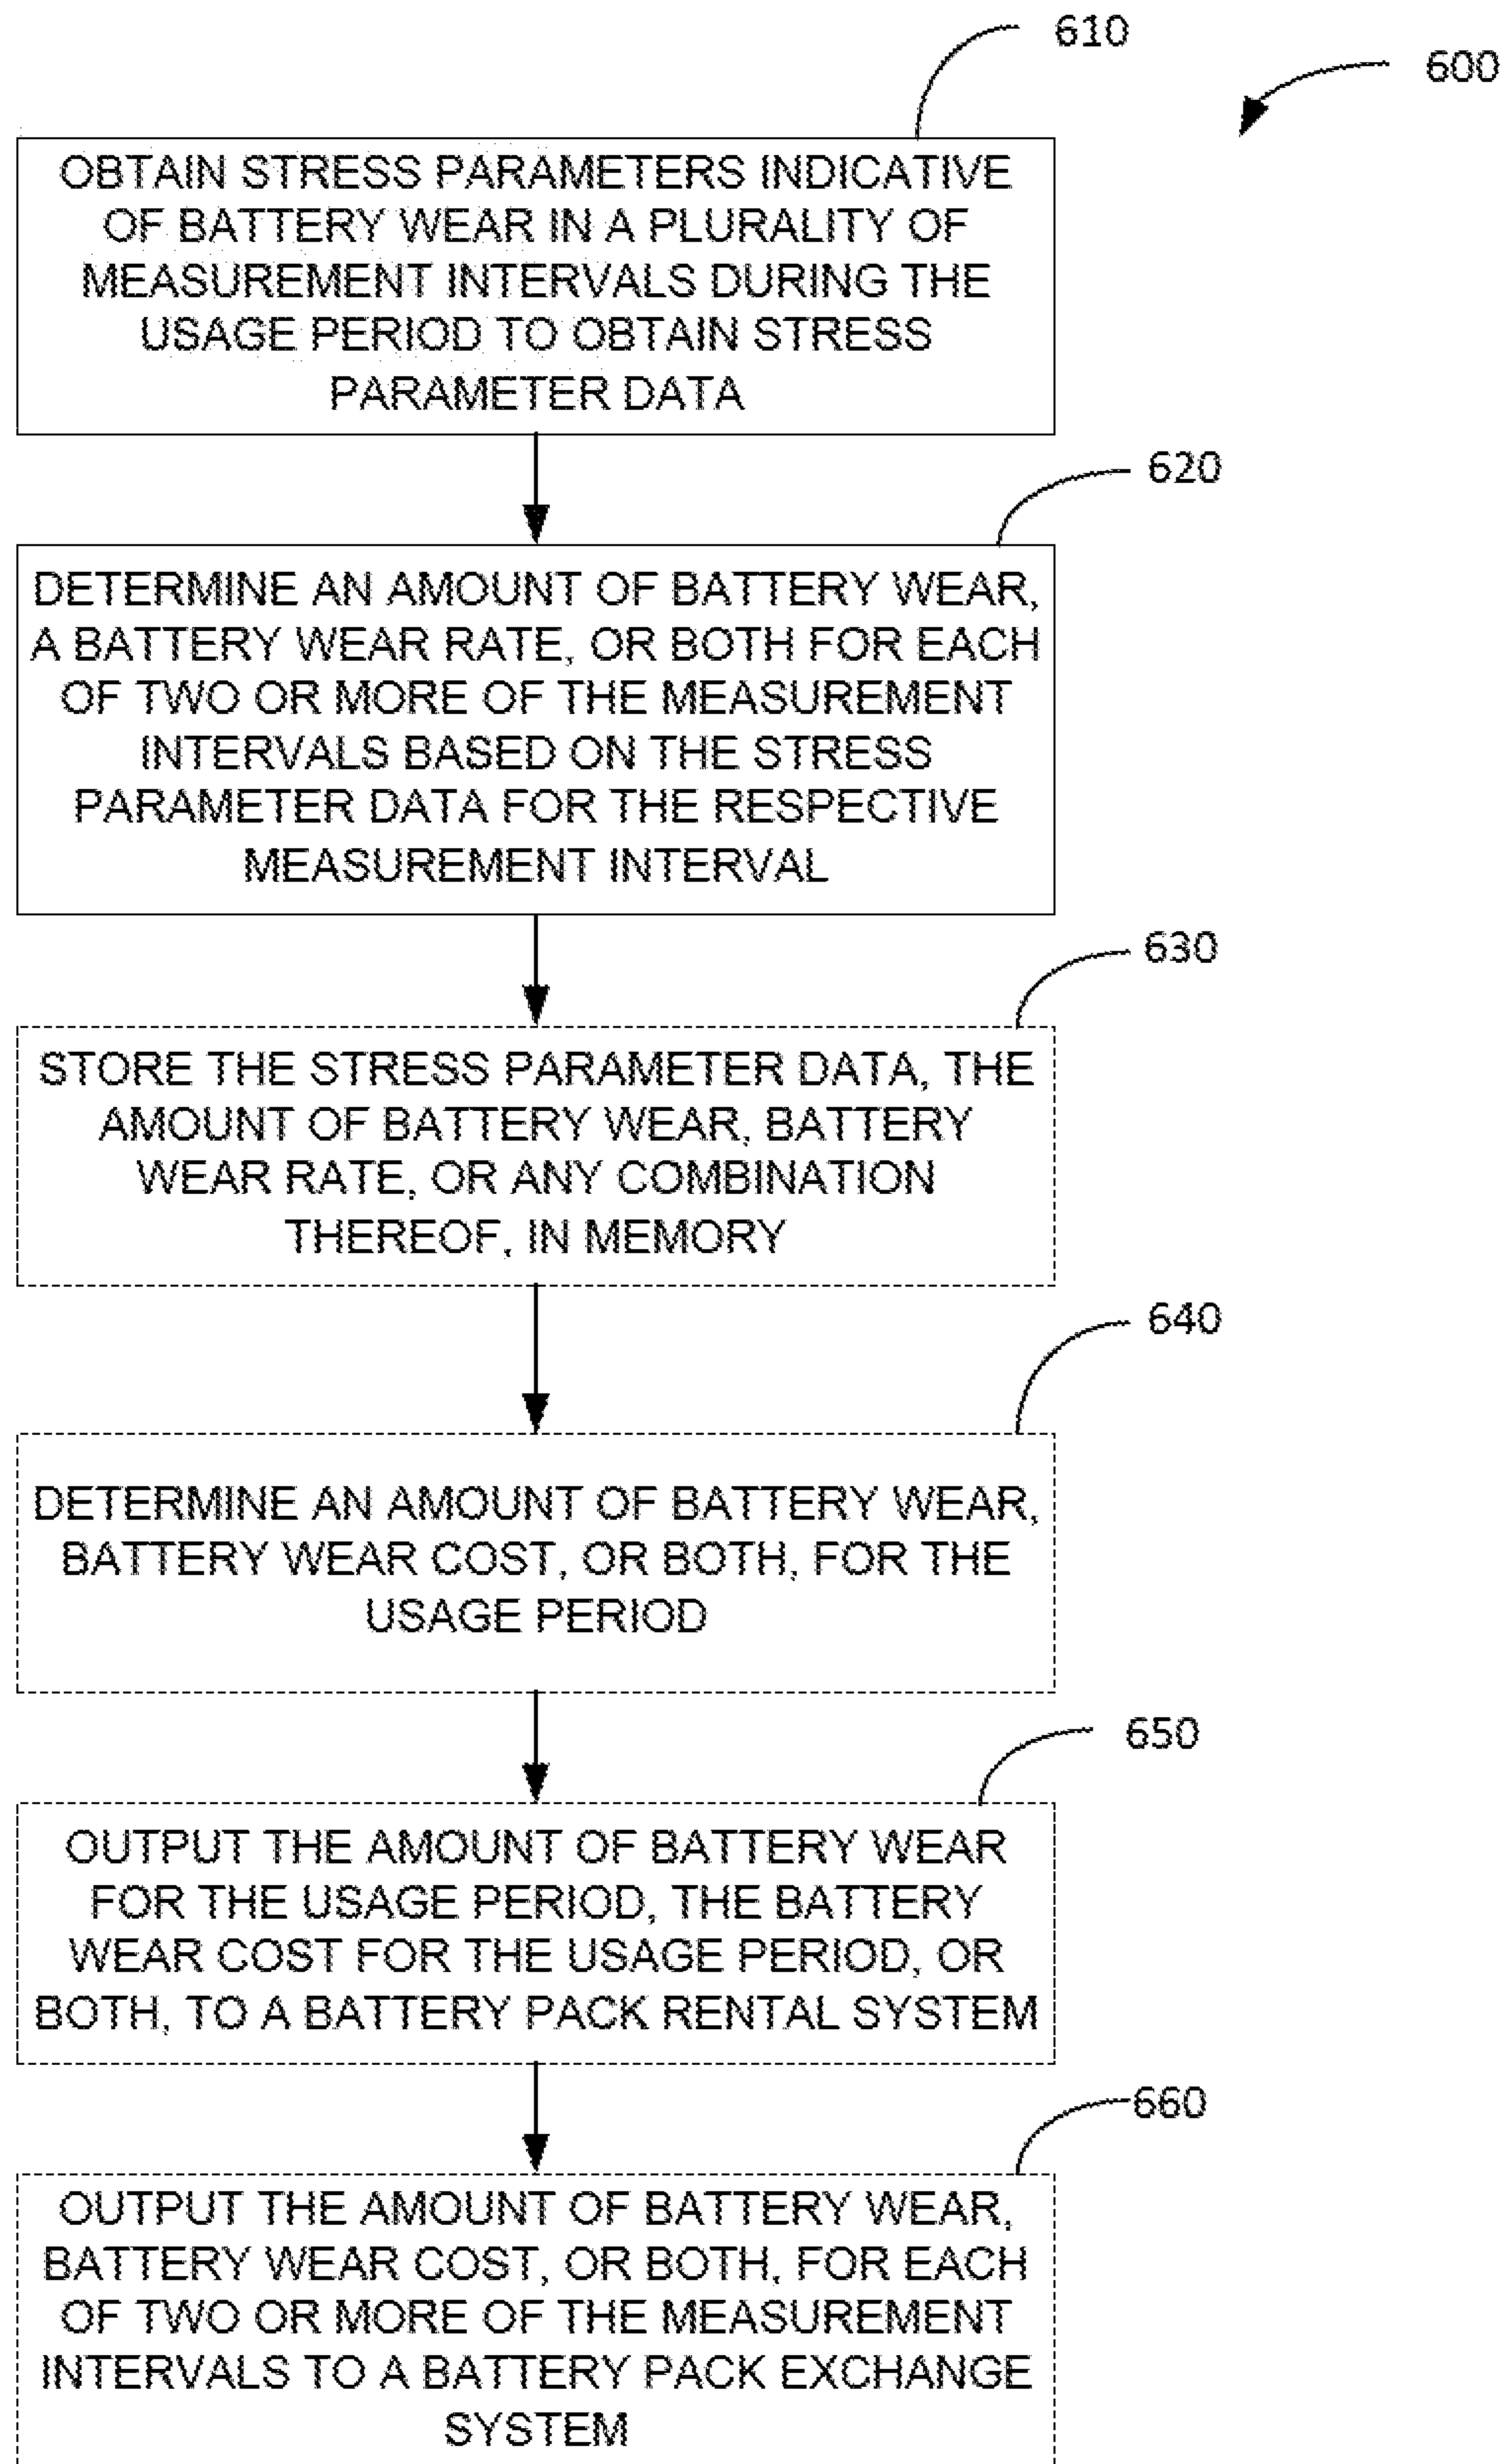 610
600
OBTAIN STRESS PARAMETERS INDICATIVE
OF BATTERY WEAR IN A PLURALITY OF
MEASUREMENT INTERVALS DURING THE
USAGE PERIOD TO OBTAIN STRESS
PARAMETER DATA
620
DETERMINE AN AMOUNT OF BATTERY WEAR,
A BATTERY WEAR RATE, OR BOTH FOR EACH
OF TWO OR MORE OF THE MEASUREMENT
INTERVALS BASED ON THE STRESS
PARAMETER DATA FOR THE RESPECTIVE
MEASUREMENT INTERVAL
630
STORE THE STRESS PARAMETER DATA, THE
AMOUNT OF BATTERY WEAR, BATTERY
WEAR RATE, OR ANY COMBINATION
THEREOF, IN MEMORY
640
DETERMINE AN AMOUNT OF BATTERY WEAR,
BATTERY WEAR COST, OR BOTH, FOR THE
USAGE PERIOD
650
OUTPUT THE AMOUNT OF BATTERY WEAR
FOR THE USAGE PERIOD, THE BATTERY
WEAR COST FOR THE USAGE PERIOD, OR
BOTH, TO A BATTERY PACK RENTAL SYSTEM
660
OUTPUT THE AMOUNT OF BATTERY WEAR,
BATTERY WEAR COST, OR BOTH, FOR EACH
OF TWO OR MORE OF THE MEASUREMENT
INTERVALS TO A BATTERY PACK EXCHANGE
SYSTEM